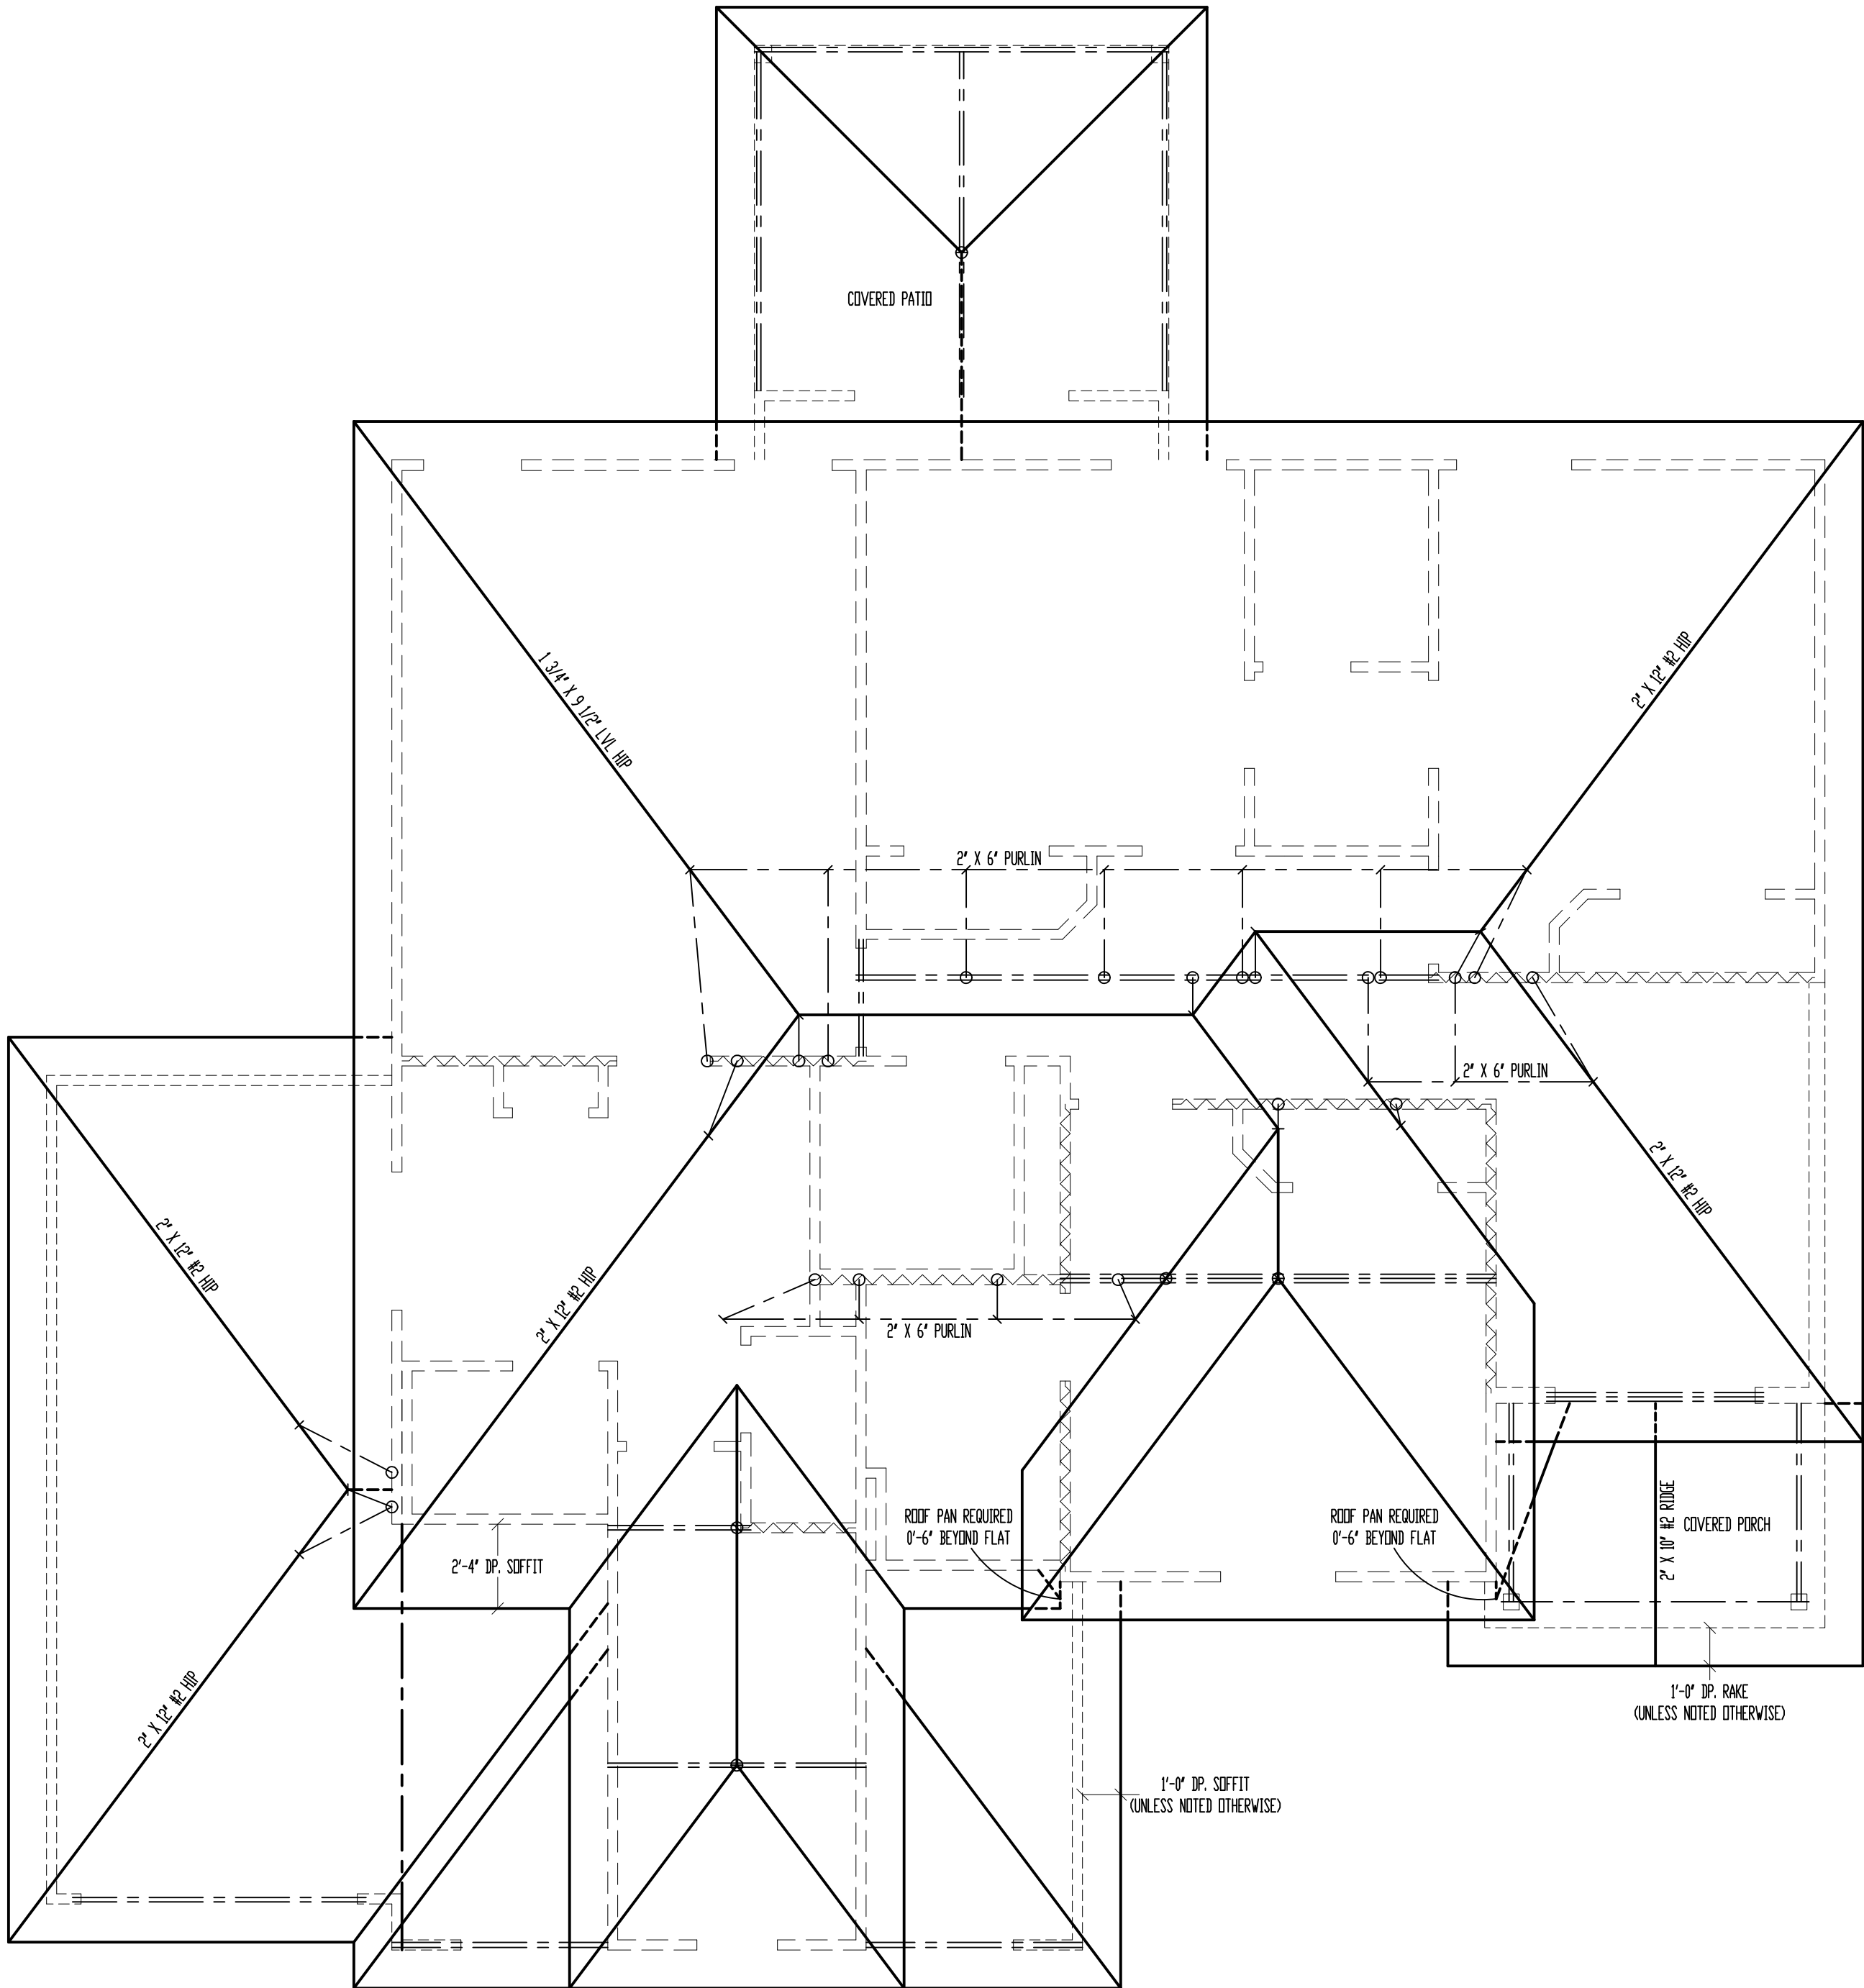 COVERED PATIO
1 3/4" X 9 1/2" LVL HIP
2" X 12" #2 HIP
2" X 6" PURLIN
2" X 6" PURLIN
2" X 12" #2 HIP
2" X 12" #2 HIP
2" X 12" #2 HIP
2" X 6" PURLIN
ROOF PAN REQUIRED
0'-6" BEYOND FLAT
ROOF PAN REQUIRED
0'-6" BEYOND FLAT
2" X 10" #2 RIDGE
COVERED PORCH
2'-4" DP. SOFFIT
2" X 12" #2 HIP
1'-0" DP. RAKE
(UNLESS NOTED OTHERWISE)
1'-0" DP. SOFFIT
(UNLESS NOTED OTHERWISE)